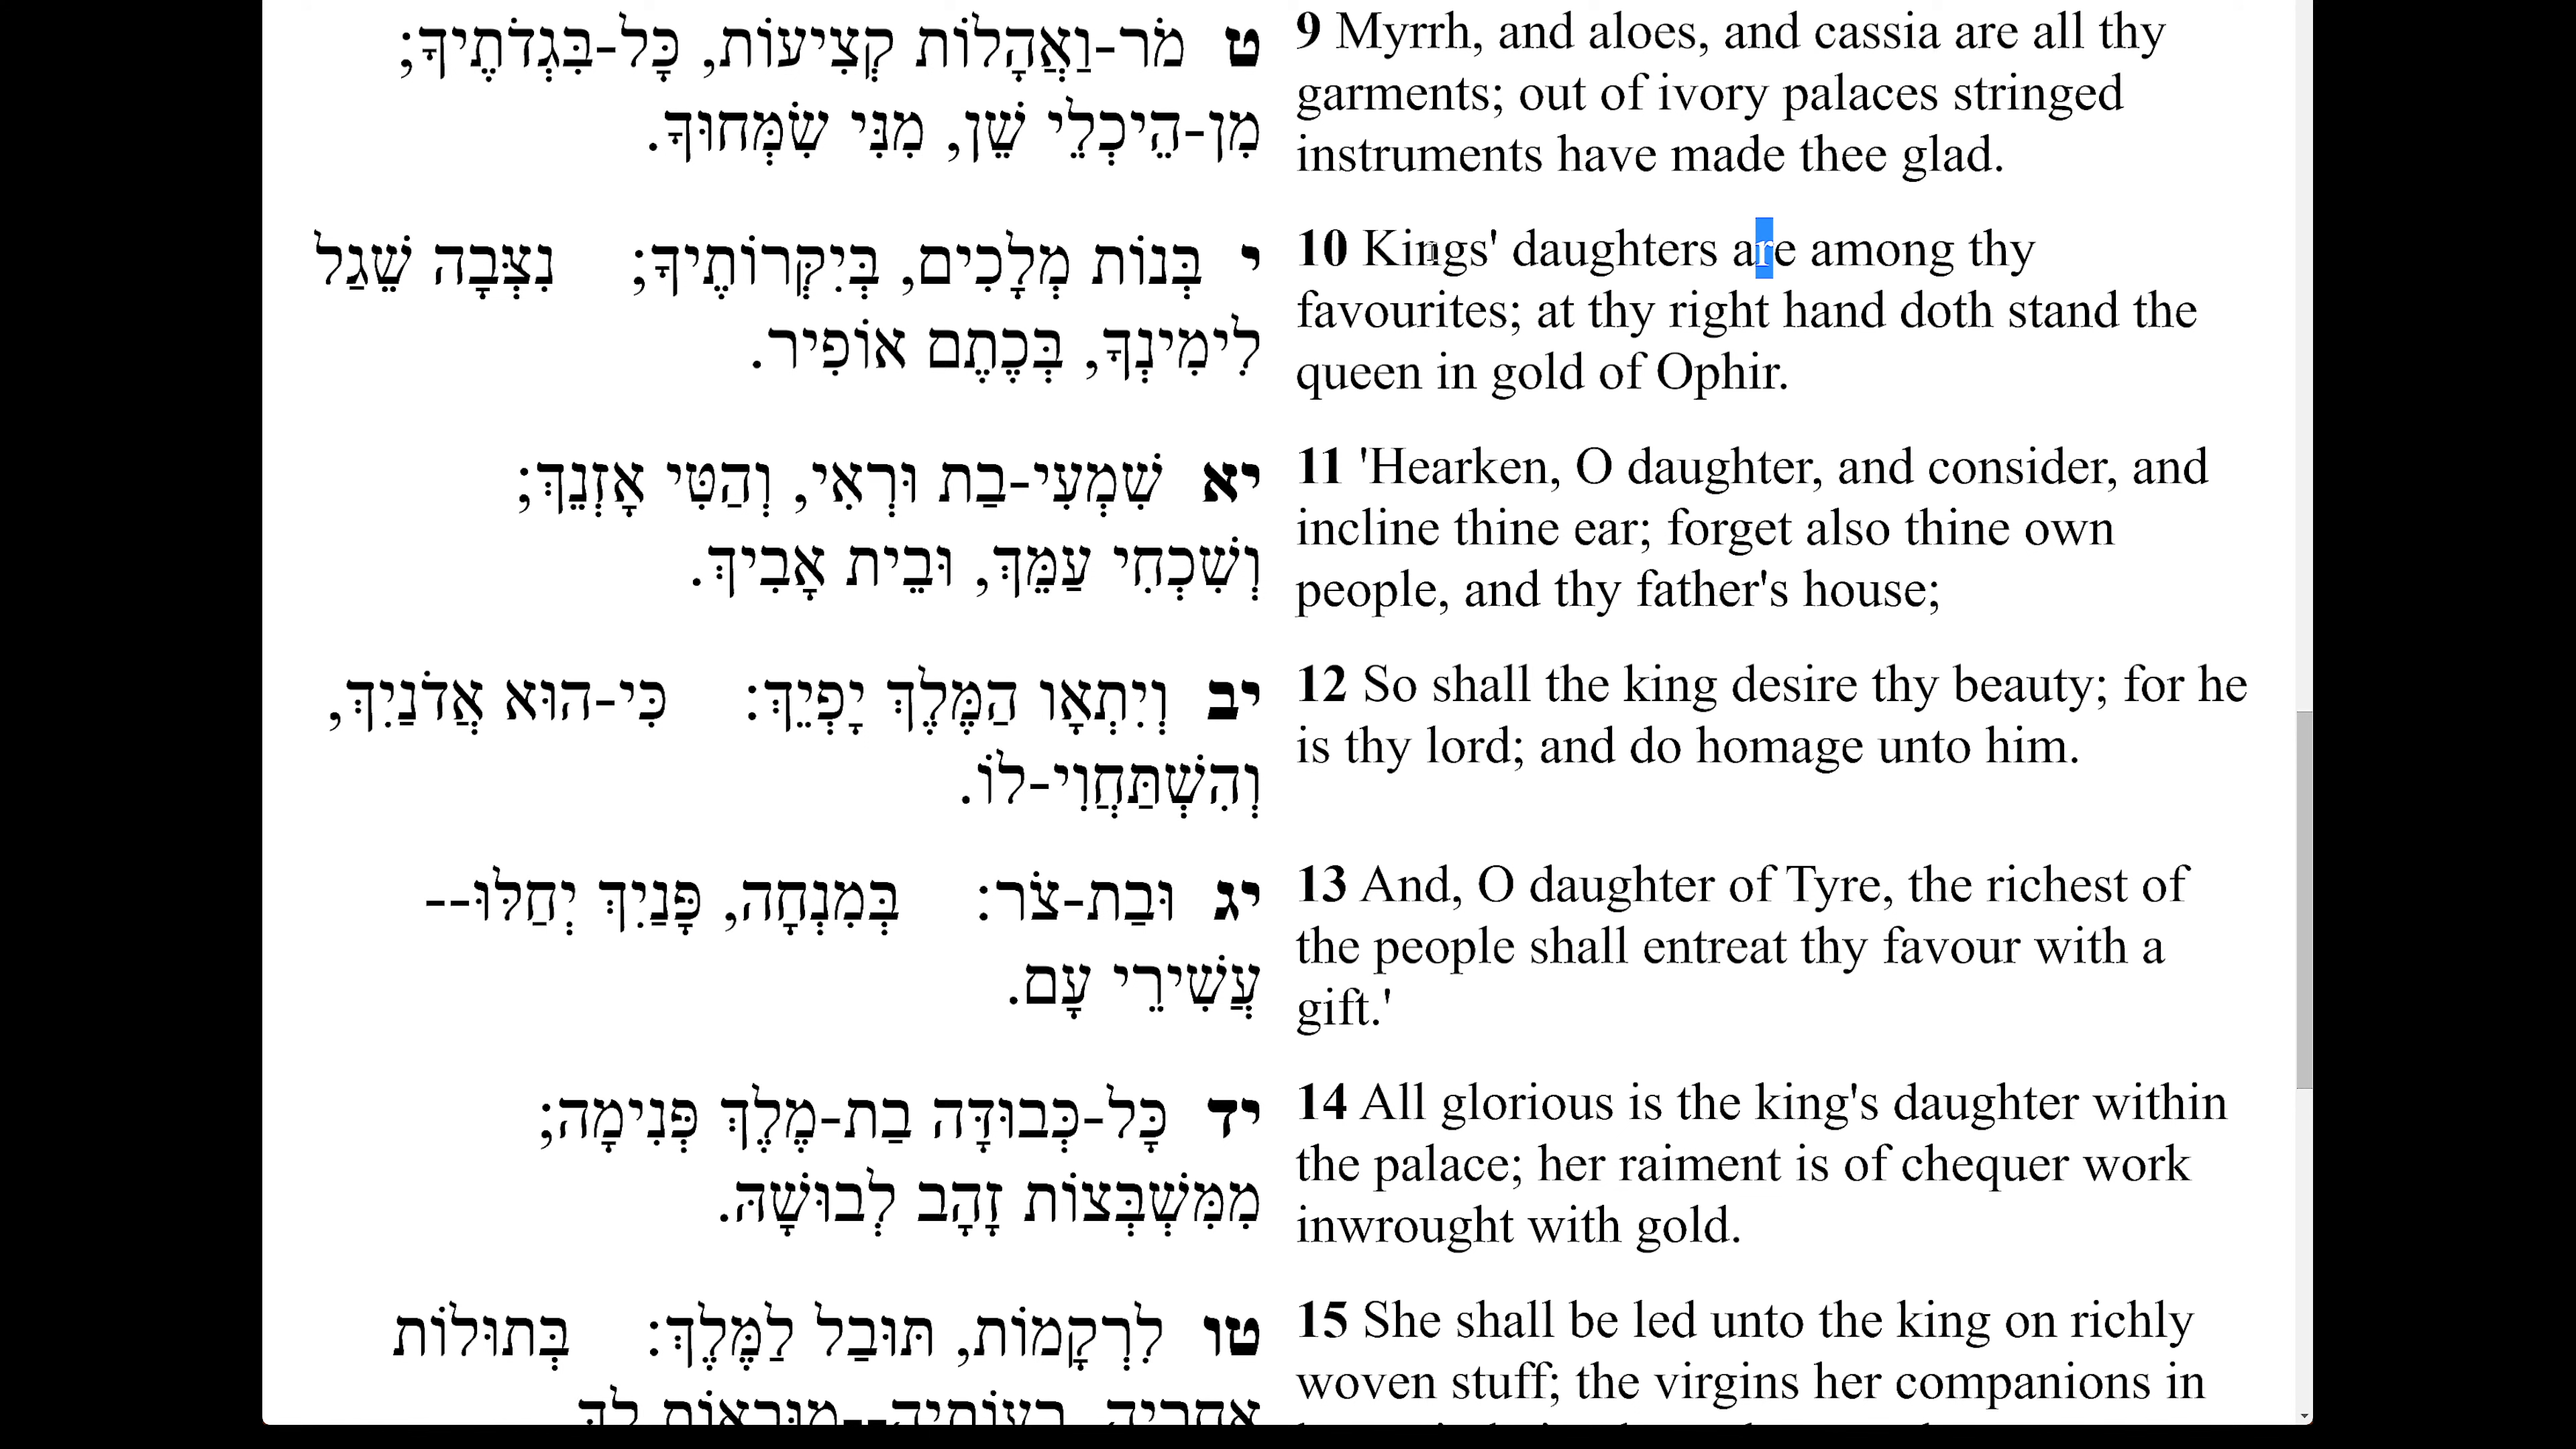 ט מֹר-וַאֲהָלוֹת קְצִיעוֹת, כָּל-בִּגְדֹתֶיךָ;
מִן-הֵיכְלֵי שֵׁן, מִנִּי שִׂמְּחוּךָ.
9 Myrrh, and aloes, and cassia are all thy
garments; out of ivory palaces stringed
instruments have made thee glad.
י בְּנוֹת מְלָכִים, בְּיִקְּרוֹתֶיךָ; נִצְּבָה שֵׁגַל
לִימִינְךָ, בְּכֶתֶם אוֹפִיר.
10 Kings' daughters are among thy
favourites; at thy right hand doth stand the
queen in gold of Ophir.
יא שִׁמְעִי-בַת וּרְאִי, וְהַטִּי אָזְנֵךְ;
וְשִׁכְחִי עַמֵּךְ, וּבֵית אָבִיךְ.
11 'Hearken, O daughter, and consider, and
incline thine ear; forget also thine own
people, and thy father's house;
יב וְיִתְאָו הַמֶּלֶךְ יָפְיֵךְ: כִּי-הוּא אֲדֹנַיִךְ,
וְהִשְׁתַּחֲוִי-לוֹ.
12 So shall the king desire thy beauty; for he
is thy lord; and do homage unto him.
יג וּבַת-צֹר: בְּמִנְחָה, פָּנַיִךְ יְחַלּוּ--
עֲשִׁירֵי עָם.
13 And, O daughter of Tyre, the richest of
the people shall entreat thy favour with a
gift.'
יד כָּל-כְּבוּדָּה בַת-מֶלֶךְ פְּנִימָה;
מִמִּשְׁבְּצוֹת זָהָב לְבוּשָׁהּ.
14 All glorious is the king's daughter within
the palace; her raiment is of chequer work
inwrought with gold.
טו לִרְקָמוֹת, תּוּבַל לַמֶּלֶךְ: בְּתוּלוֹת
אַחֲרֶיהָ, רֵעוֹתֶיהָ--מוּבָאוֹת לָךְ
15 She shall be led unto the king on richly
woven stuff; the virgins her companions in